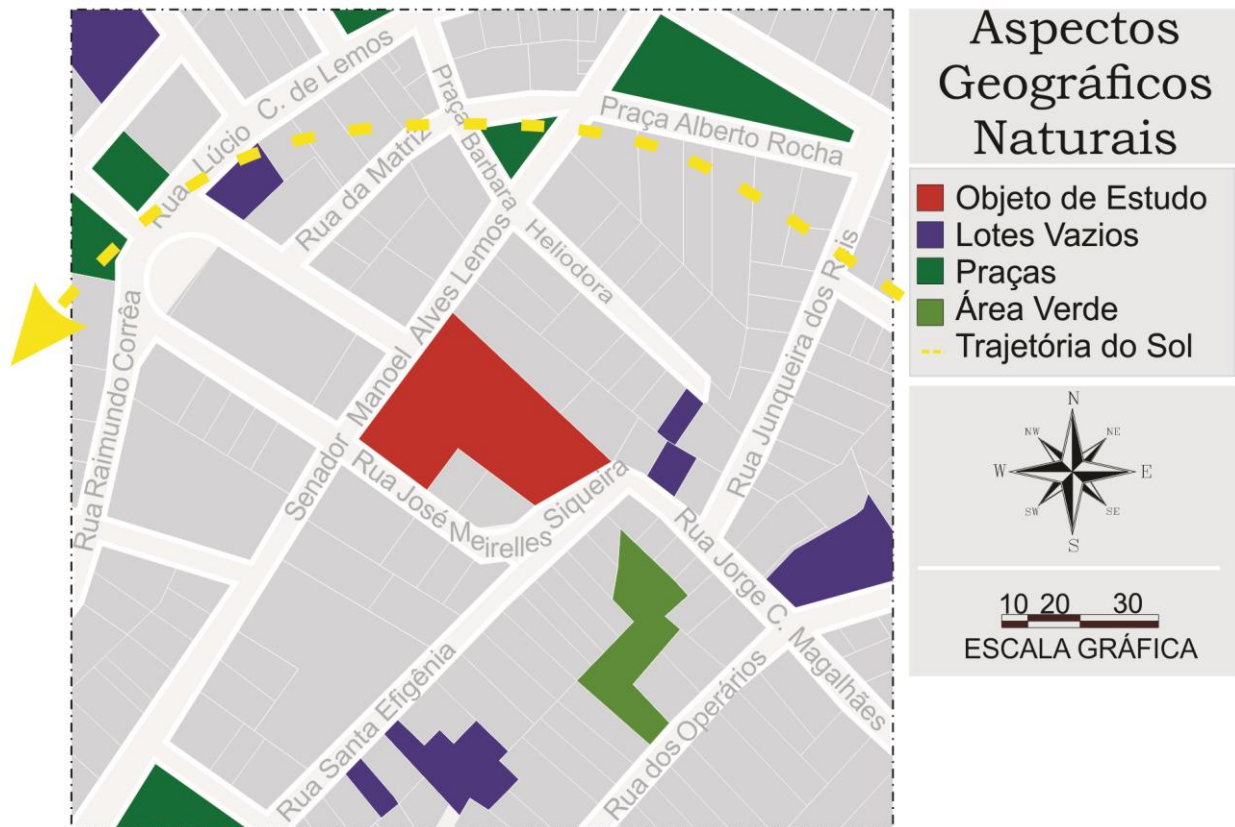 Aspectos
Geográficos
Naturais
Objeto de Estudo
Lotes Vazios
Praças
Área Verde
Trajetória do Sol
N
NW
NE
W
E
SW
SE
S
10 20 30
ESCALA GRÁFICA
Rua Lúcio C. de Lemos
Praça Barbara Heliodora
Praça Alberto Rocha
Rua da Matriz
Rua Raimundo Corrêa
Senador Manoel Alves Lemos
Rua Junqueira dos Reis
Rua José Meirelles Siqueira
Rua Jorge C. Magalhães
Rua Santa Efigênia
Rua dos Operários